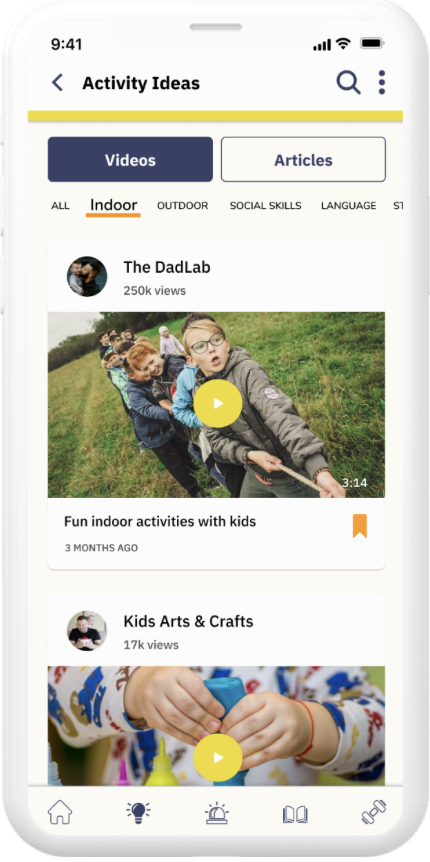 9:41
Activity Ideas
Videos
Articles
ALL Indoor OUTDOOR SOCIAL SKILLS LANGUAGE ST
The DadLab
250k views
3:14
Fun indoor activities with kids
3 MONTHS AGO
Kids Arts & Crafts
17k views